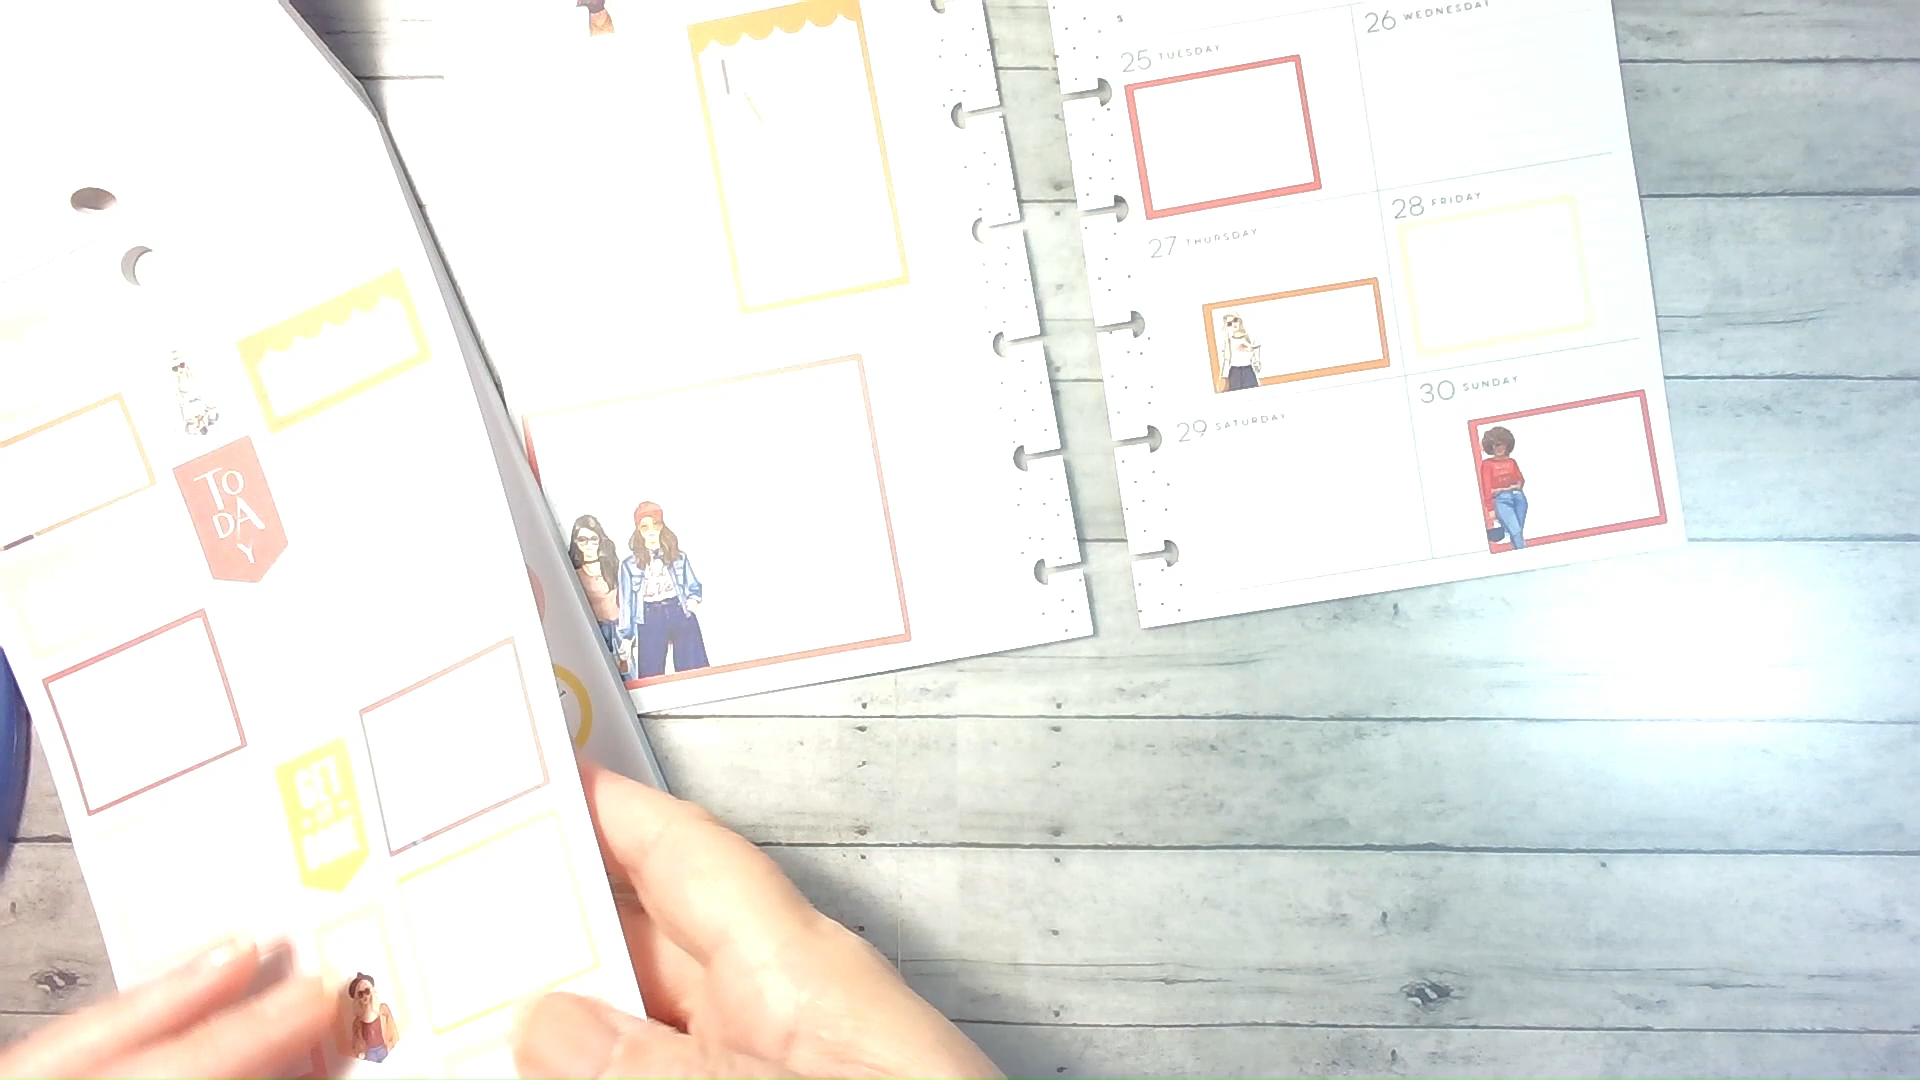 26 WEDNESDAY
25 TUESDAY
28 FRIDAY
27 THURSDAY
30 SUNDAY
29 SATURDAY
TO
DA
Y